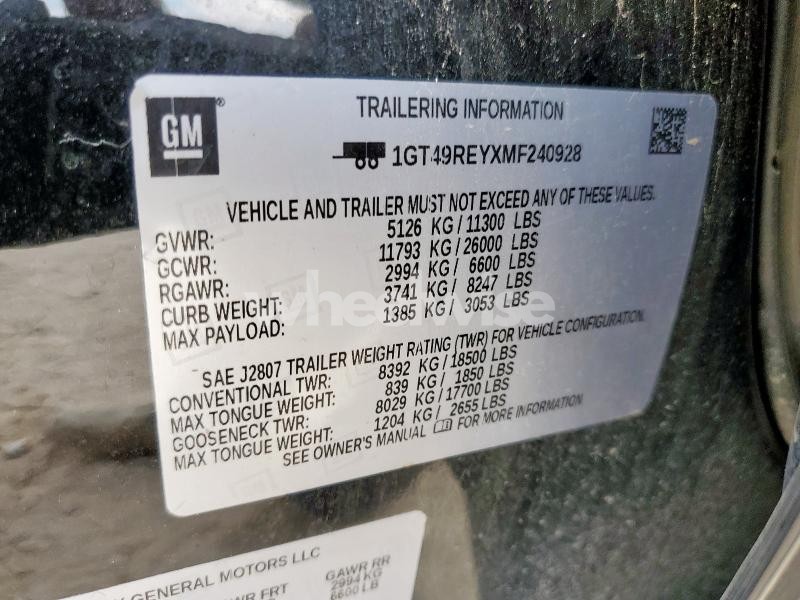 GM®
TRAILERING INFORMATION
1GT49REYXMF240928
VEHICLE AND TRAILER MUST NOT EXCEED ANY OF THESE VALUES.
GVWR: 5126 KG / 11300 LBS
GCWR: 11793 KG / 26000 LBS
RGAWR: 2994 KG / 6600 LBS
CURB WEIGHT: 3741 KG / 8247 LBS
MAX PAYLOAD: 1385 KG / 3053 LBS
wheelwise
SAE J2807 TRAILER WEIGHT RATING (TWR) FOR VEHICLE CONFIGURATION.
CONVENTIONAL TWR: 8392 KG / 18500 LBS
MAX TONGUE WEIGHT: 839 KG / 1850 LBS
GOOSENECK TWR: 8029 KG / 17700 LBS
MAX TONGUE WEIGHT: 1204 KG / 2655 LBS
SEE OWNER'S MANUAL FOR MORE INFORMATION
GENERAL MOTORS LLC
FRT
GAWR RR
2994 KG
6600 LB